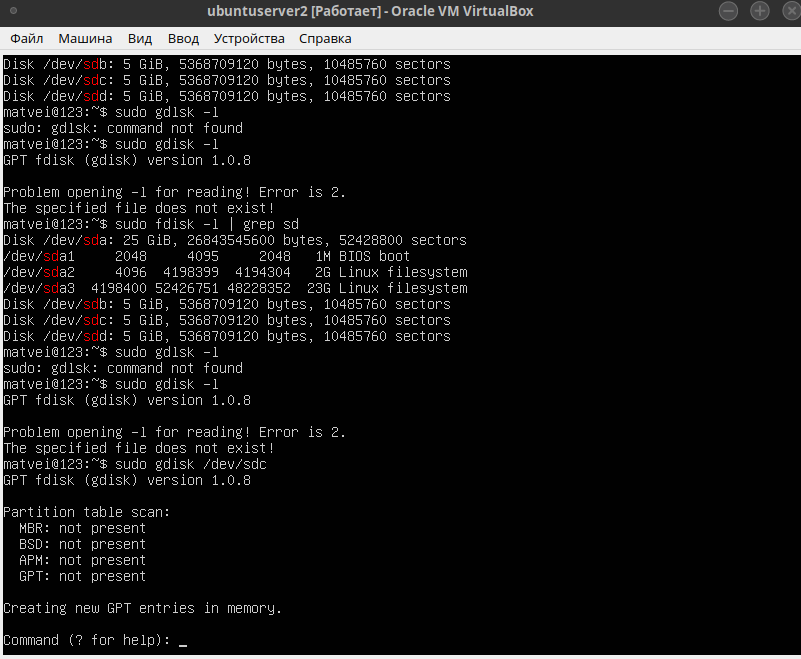 ubuntuserver2 [Работает] - Oracle VM VirtualBox
Файл Машина Вид Ввод Устройства Справка
Disk /dev/sdb: 5 GiB, 5368709120 bytes, 10485760 sectors
Disk /dev/sdc: 5 GiB, 5368709120 bytes, 10485760 sectors
Disk /dev/sdd: 5 GiB, 5368709120 bytes, 10485760 sectors
matvei@123:~$ sudo gdlsk -l
sudo: gdlsk: command not found
matvei@123:~$ sudo gdisk -l
GPT fdisk (gdisk) version 1.0.8
Problem opening -l for reading! Error is 2.
The specified file does not exist!
matvei@123:~$ sudo fdisk -l | grep sd
Disk /dev/sda: 25 GiB, 26843545600 bytes, 52428800 sectors
/dev/sda1 2048 4095 2048 1M BIOS boot
/dev/sda2 4096 4198399 4194304 2G Linux filesystem
/dev/sda3 4198400 52426751 48228352 23G Linux filesystem
Disk /dev/sdb: 5 GiB, 5368709120 bytes, 10485760 sectors
Disk /dev/sdc: 5 GiB, 5368709120 bytes, 10485760 sectors
Disk /dev/sdd: 5 GiB, 5368709120 bytes, 10485760 sectors
matvei@123:~$ sudo gdlsk -l
sudo: gdlsk: command not found
matvei@123:~$ sudo gdisk -l
GPT fdisk (gdisk) version 1.0.8
Problem opening -l for reading! Error is 2.
The specified file does not exist!
matvei@123:~$ sudo gdisk /dev/sdc
GPT fdisk (gdisk) version 1.0.8
Partition table scan:
MBR: not present
BSD: not present
APM: not present
GPT: not present
Creating new GPT entries in memory.
Command (? for help): _